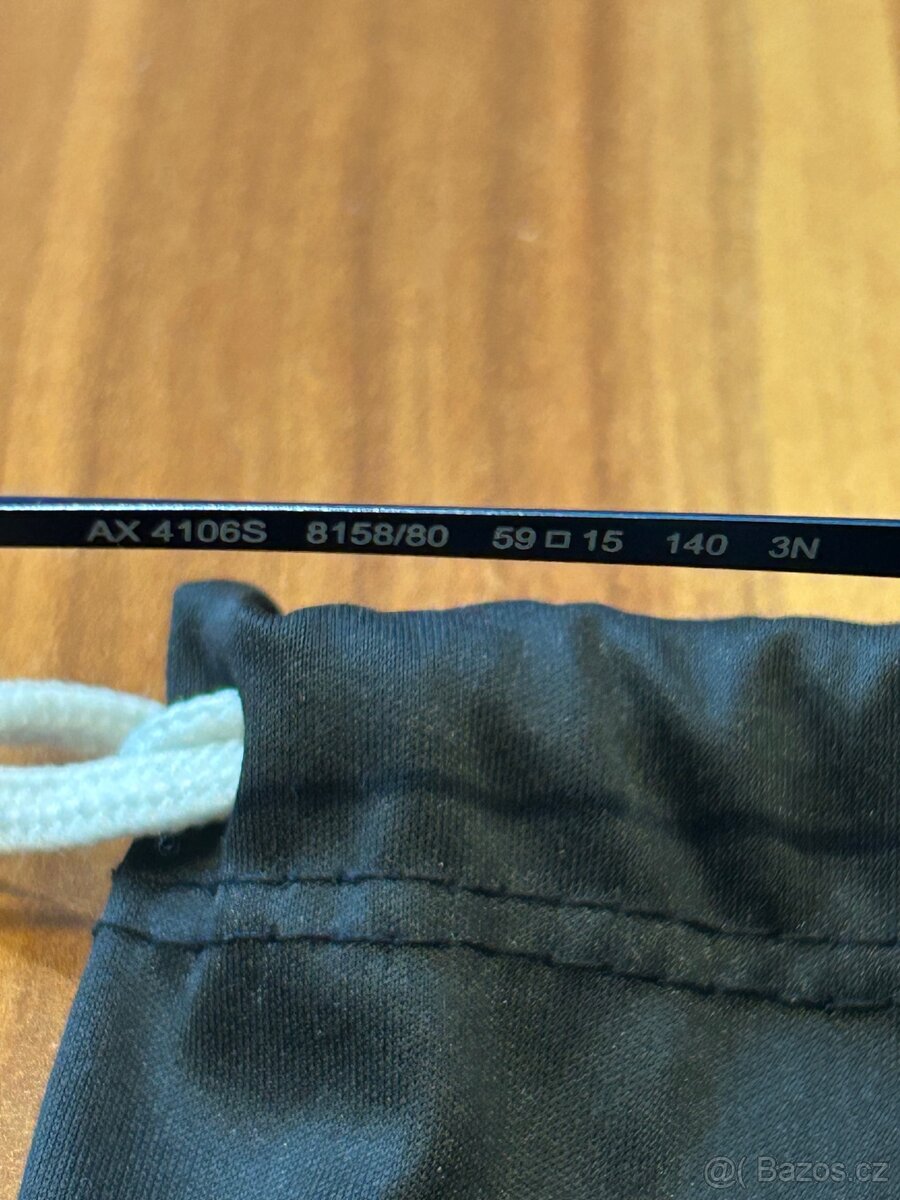 AX 4106S 8158/80 59 □ 15 140 3N
@( Bazos.cz